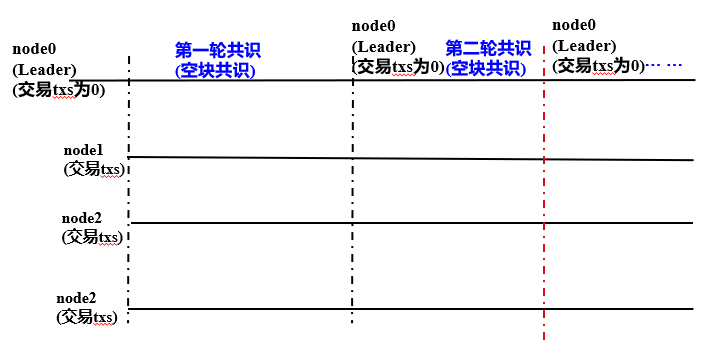 node0
(Leader)
(交易txs为0)
第一轮共识
(空块共识)
node0
(Leader)
(交易txs为0)
第二轮共识
(空块共识)
node0
(Leader)
(交易txs为0)
… …
node1
(交易txs)
node2
(交易txs)
node2
(交易txs)